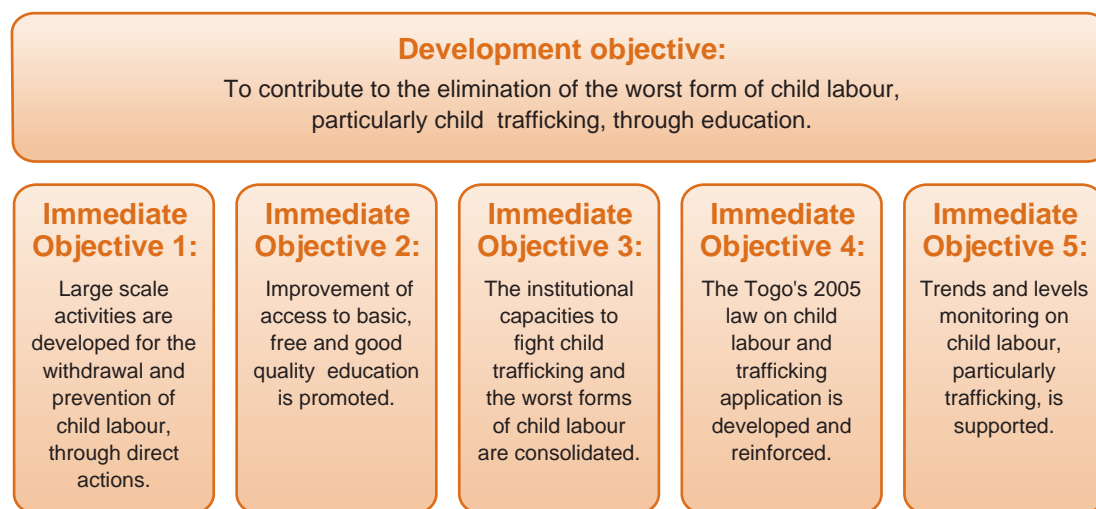 Development objective:
To contribute to the elimination of the worst form of child labour,
particularly child trafficking, through education.
Immediate
Objective 1:
Large scale
activities are
developed for the
withdrawal and
prevention of
child labour,
through direct
actions.
Immediate
Objective 2:
Improvement of
access to basic,
free and good
quality education
is promoted.
Immediate
Objective 3:
The institutional
capacities to
fight child
trafficking and
the worst forms
of child labour
are consolidated.
Immediate
Objective 4:
The Togo's 2005
law on child
labour and
trafficking
application is
developed and
reinforced.
Immediate
Objective 5:
Trends and levels
monitoring on
child labour,
particularly
trafficking, is
supported.